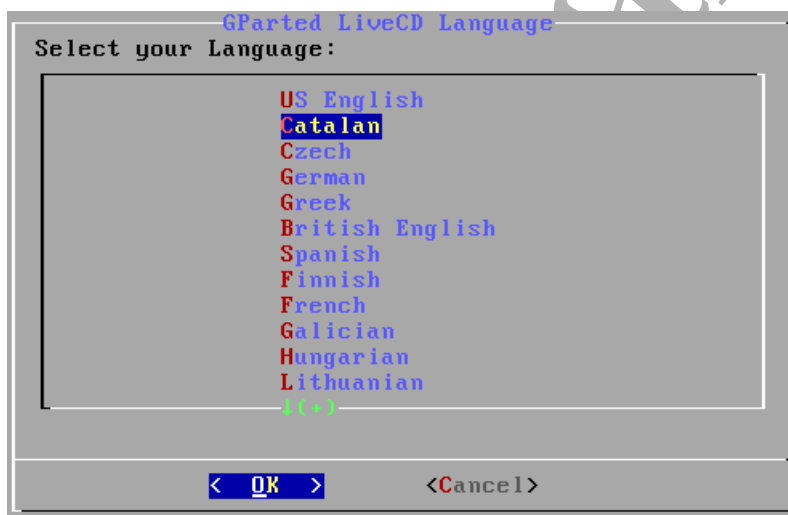 GParted LiveCD Language
Select your Language:
US English
Catalan
Czech
German
Greek
British English
Spanish
Finnish
French
Galician
Hungarian
Lithuanian
↓(+)
< OK > <Cancel>